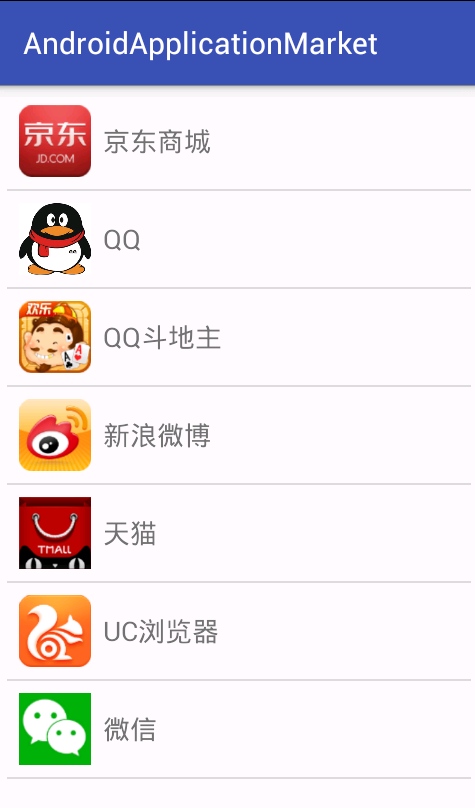 AndroidApplicationMarket
京东
JD.COM
京东商城
QQ
欢乐
A
A
QQ斗地主
新浪微博
TMALL
天猫
UC浏览器
微信